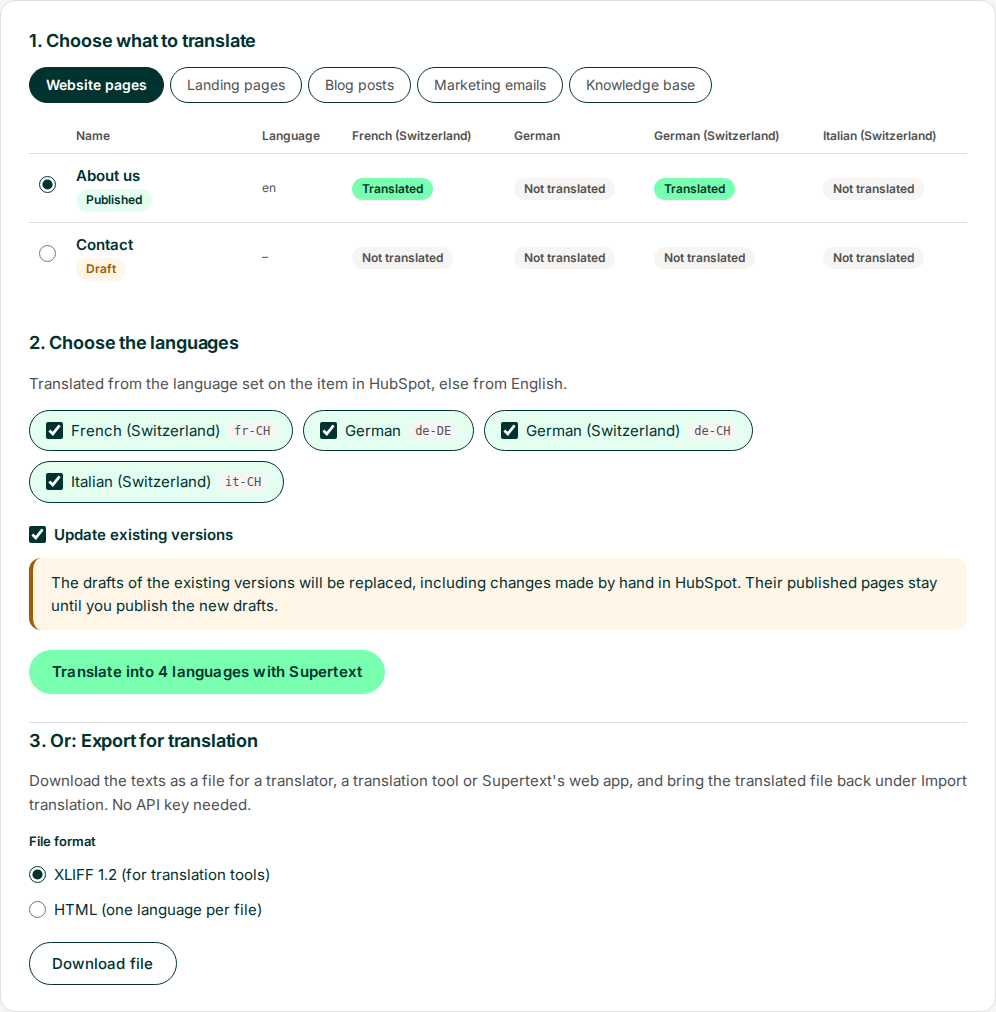 1. Choose what to translate
Website pages
Landing pages
Blog posts
Marketing emails
Knowledge base
Name Language French (Switzerland) German German (Switzerland) Italian (Switzerland)
About us
Published
en Translated Not translated Translated Not translated
Contact
Draft
– Not translated Not translated Not translated Not translated
2. Choose the languages
Translated from the language set on the item in HubSpot, else from English.
French (Switzerland) fr-CH
German de-DE
German (Switzerland) de-CH
Italian (Switzerland) it-CH
Update existing versions
The drafts of the existing versions will be replaced, including changes made by hand in HubSpot. Their published pages stay
until you publish the new drafts.
Translate into 4 languages with Supertext
3. Or: Export for translation
Download the texts as a file for a translator, a translation tool or Supertext's web app, and bring the translated file back under Import
translation. No API key needed.
File format
XLIFF 1.2 (for translation tools)
HTML (one language per file)
Download file